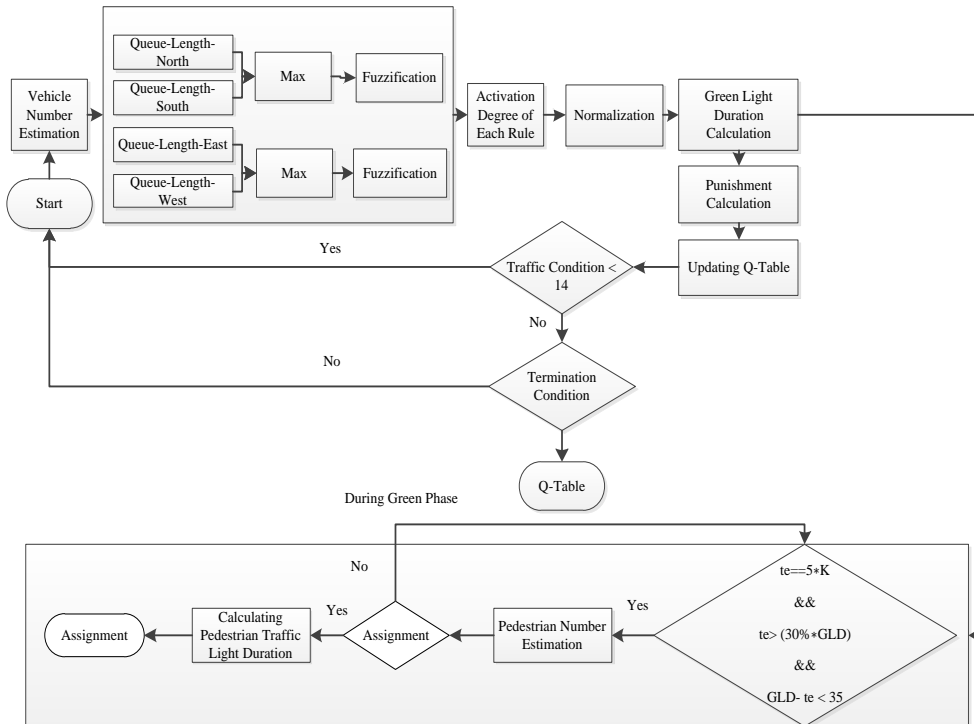 Queue-Length-
North
Queue-Length-
South
Max
Fuzzification
Vehicle
Number
Estimation
Queue-Length-East
Queue-Length-
West
Max
Fuzzification
Activation
Degree of
Each Rule
Normalization
Green Light
Duration
Calculation
Start
Punishment
Calculation
Yes
Traffic Condition <
14
Updating Q-Table
No
No
Termination
Condition
Q-Table
During Green Phase
No
te==5*K
&&
te> (30%*GLD)
&&
GLD- te < 35
Yes
Pedestrian Number
Estimation
Assignment
Yes
Calculating
Pedestrian Traffic
Light Duration
Assignment